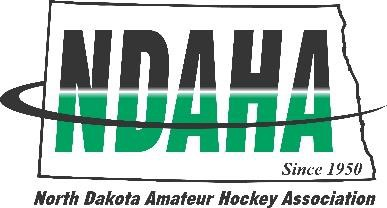 NDAHA
Since 1950
North Dakota Amateur Hockey Association